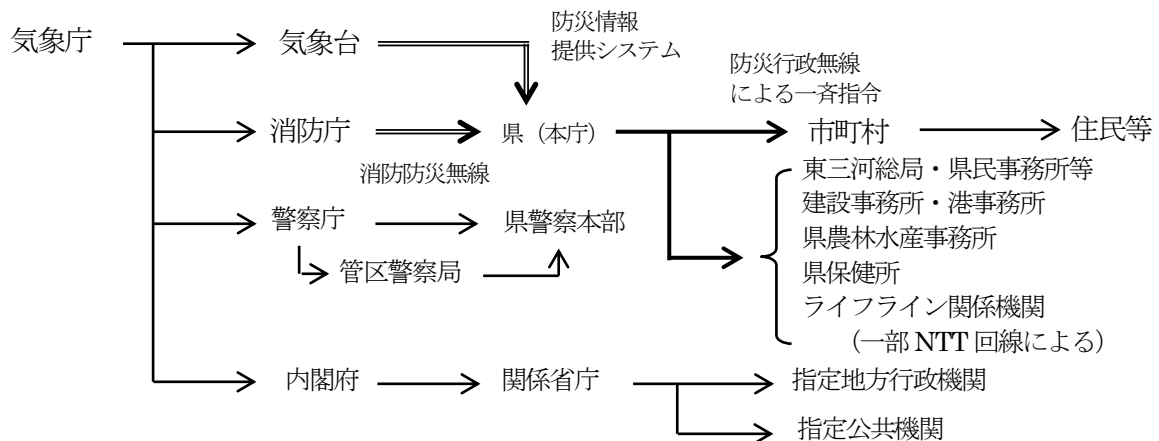 気象庁
気象台
防災情報
提供システム
防災行政無線
による一斉指令
消防庁
県（本庁）
市町村
住民等
消防防災無線
東三河総局・県民事務所等
建設事務所・港事務所
県農林水産事務所
県保健所
ライフライン関係機関
（一部 NTT 回線による）
警察庁
県警察本部
管区警察局
内閣府
関係省庁
指定地方行政機関
指定公共機関